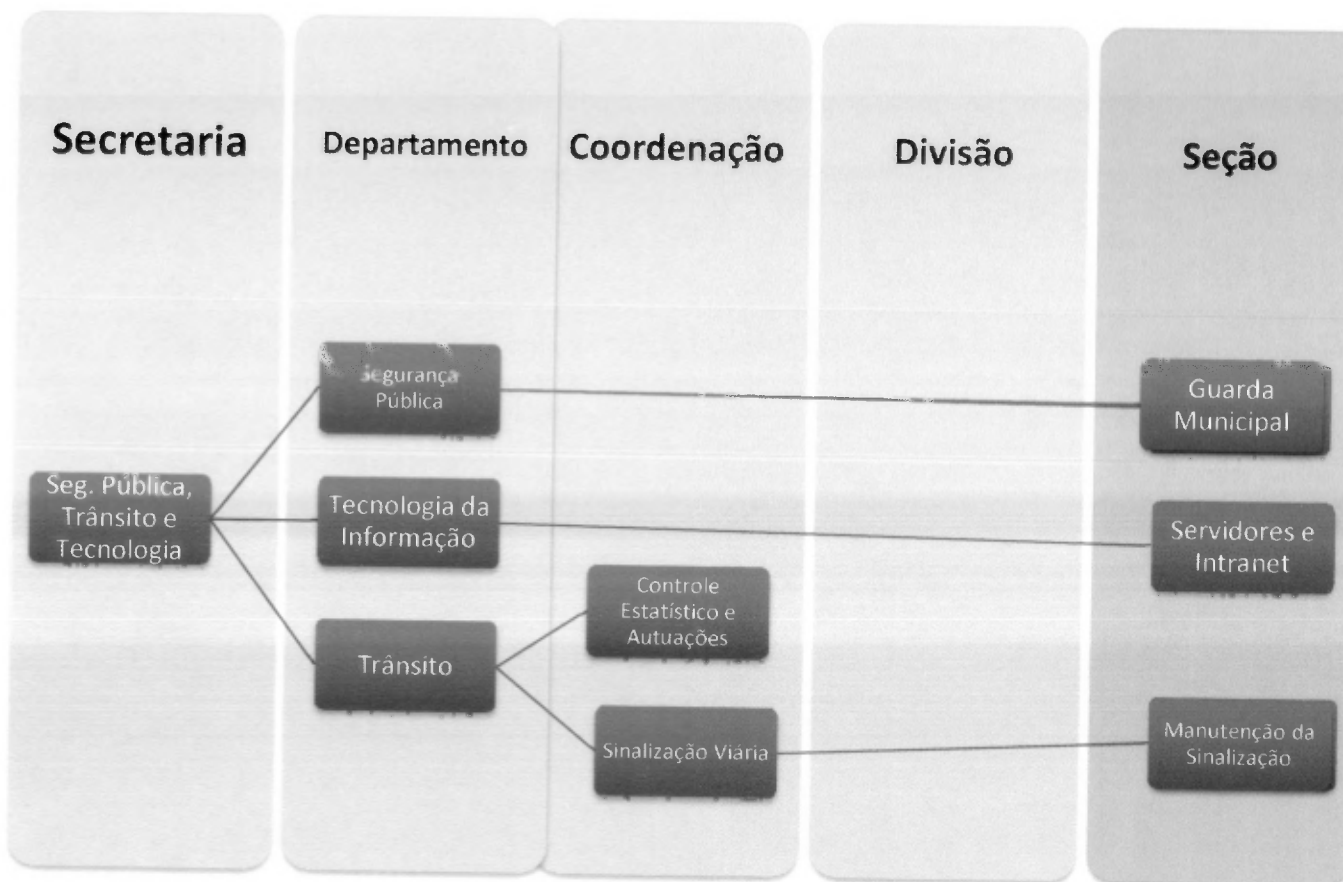 Secretaria
Departamento
Coordenação
Divisão
Seção
Segurança
Pública
Guarda
Municipal
Seg. Pública,
Trânsito e
Tecnologia
Tecnologia da
Informação
Servidores e
Intranet
Controle
Estatístico e
Autuações
Trânsito
Sinalização Viária
Manutenção da
Sinalização